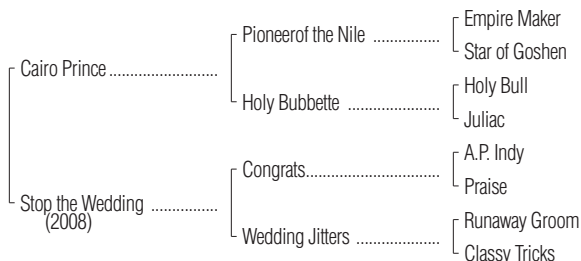 Empire Maker
Pioneerof the Nile ................
Star of Goshen
Cairo Prince ..........................
Holy Bull
Holy Bubbette ......................
Juliac
A.P. Indy
Congrats................................
Praise
Stop the Wedding ................
(2008)
Runaway Groom
Wedding Jitters ....................
Classy Tricks